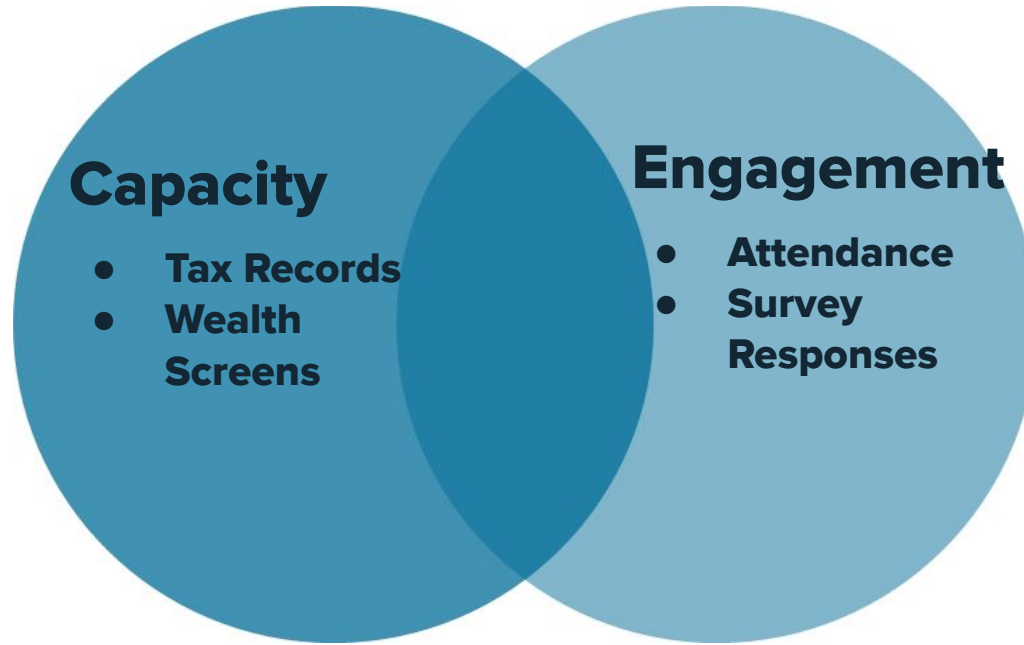 Capacity
● Tax Records
● Wealth
Screens
Engagement
● Attendance
● Survey
Responses